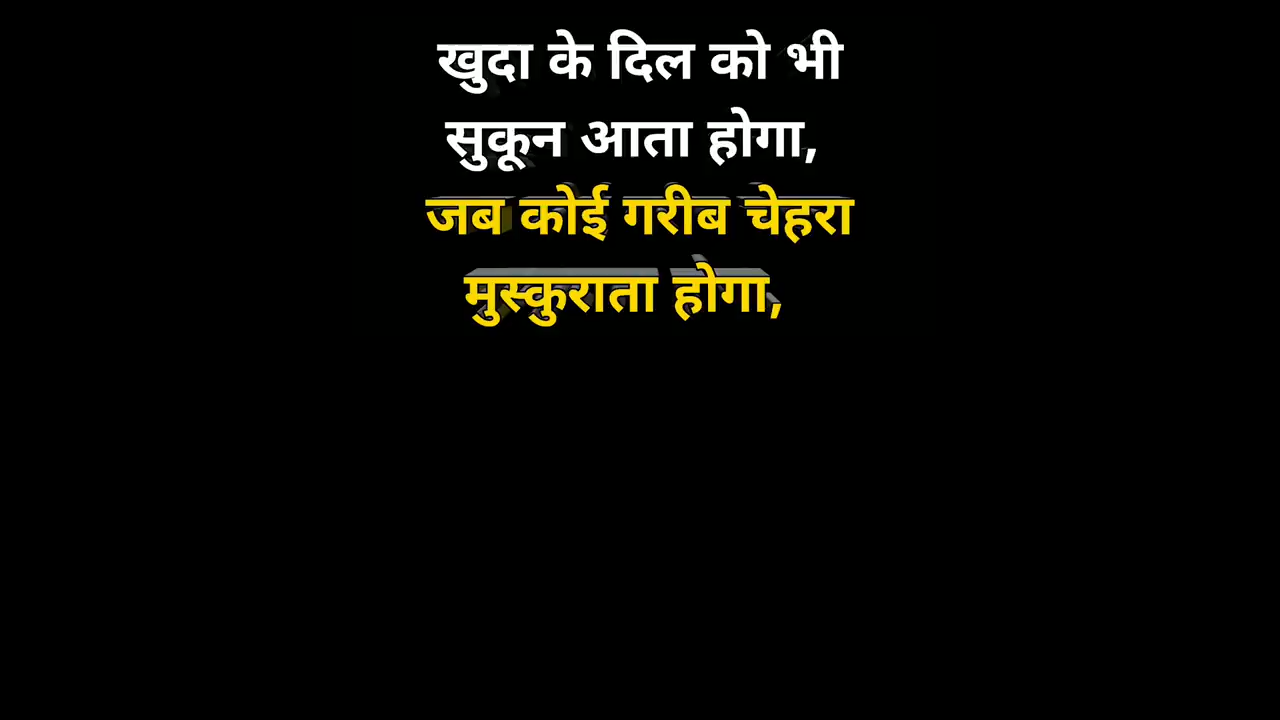 खुदा के दिल को भी
सुकून आता होगा,
जब कोई गरीब चेहरा
मुस्कुराता होगा,